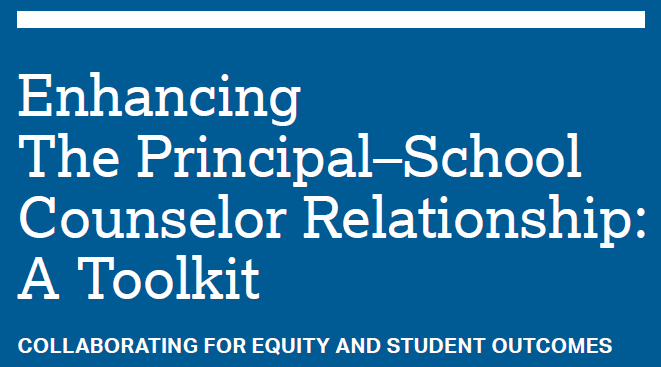 Enhancing
The Principal–School
Counselor Relationship:
A Toolkit
COLLABORATING FOR EQUITY AND STUDENT OUTCOMES